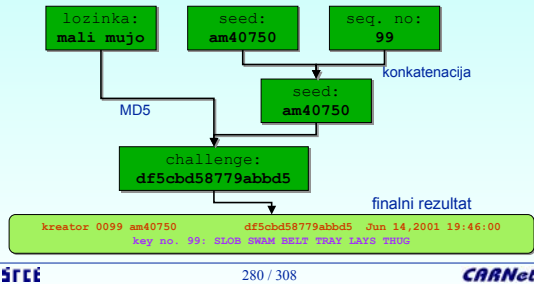 lozinka:
mali mujo
seed:
am40750
seq. no:
99
konkatenacija
seed:
am40750
MD5
challenge:
df5cbd58779abbd5
finalni rezultat
kreator 0099 am40750 df5cbd58779abbd5 Jun 14,2001 19:46:00
key no. 99: SLOB SWAM BELT TRAY LAYS THUG
srce 280 / 308 CARNet